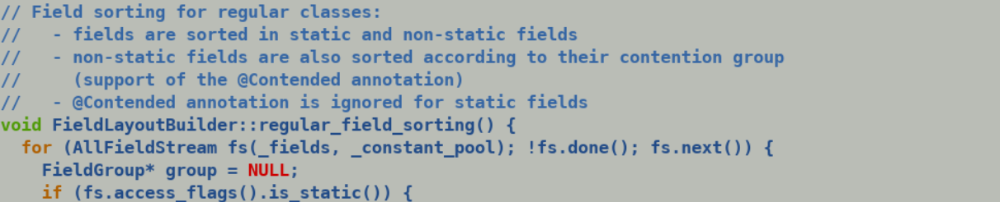 // Field sorting for regular classes:
//   - fields are sorted in static and non-static fields
//   - non-static fields are also sorted according to their contention group
//     (support of the @Contended annotation)
//   - @Contended annotation is ignored for static fields
void FieldLayoutBuilder::regular_field_sorting() {
  for (AllFieldStream fs(_fields, _constant_pool); !fs.done(); fs.next()) {
    FieldGroup* group = NULL;
    if (fs.access_flags().is_static()) {